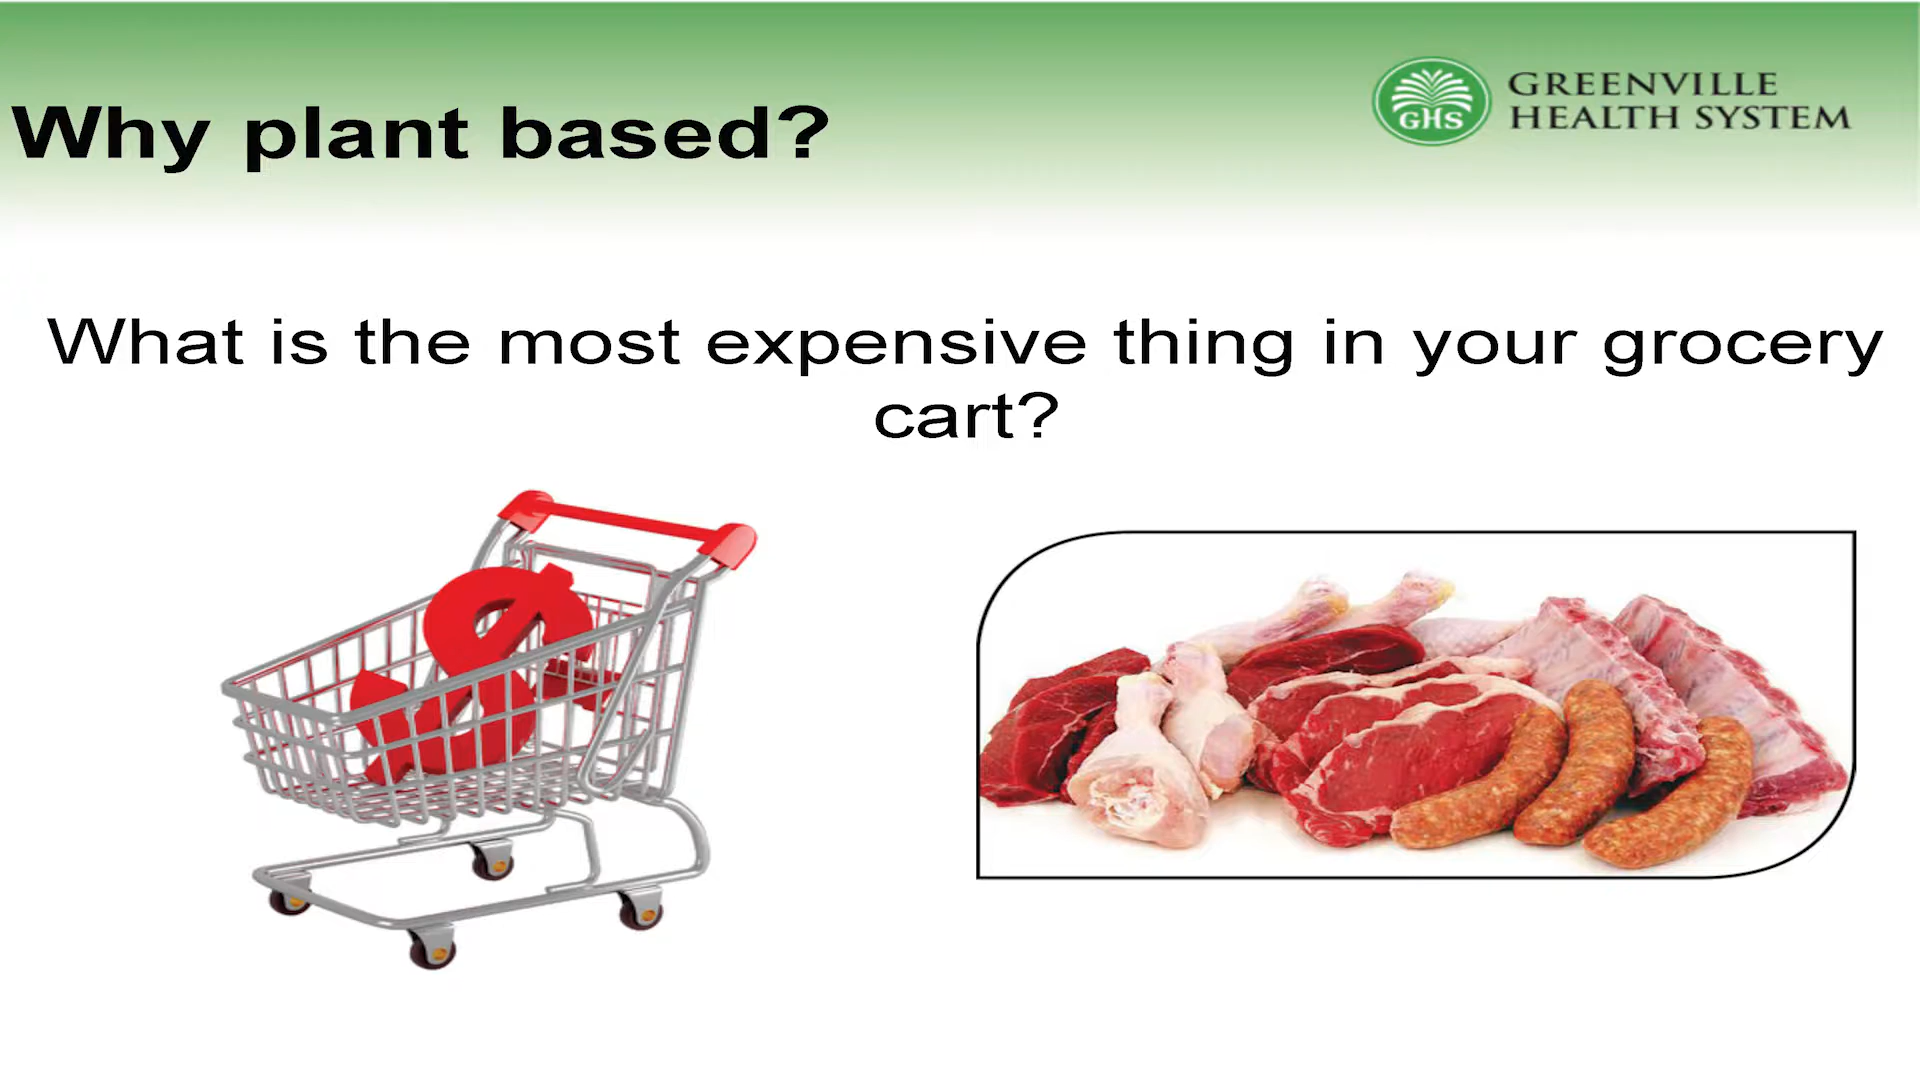 GREENVILLE
HEALTH SYSTEM
GHS
Why plant based?
What is the most expensive thing in your grocery
cart?